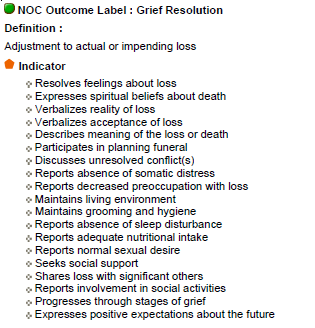 NOC Outcome Label : Grief Resolution
Definition :
Adjustment to actual or impending loss
Indicator
Resolves feelings about loss
Expresses spiritual beliefs about death
Verbalizes reality of loss
Verbalizes acceptance of loss
Describes meaning of the loss or death
Participates in planning funeral
Discusses unresolved conflict(s)
Reports absence of somatic distress
Reports decreased preoccupation with loss
Maintains living environment
Maintains grooming and hygiene
Reports absence of sleep disturbance
Reports adequate nutritional intake
Reports normal sexual desire
Seeks social support
Shares loss with significant others
Reports involvement in social activities
Progresses through stages of grief
Expresses positive expectations about the future